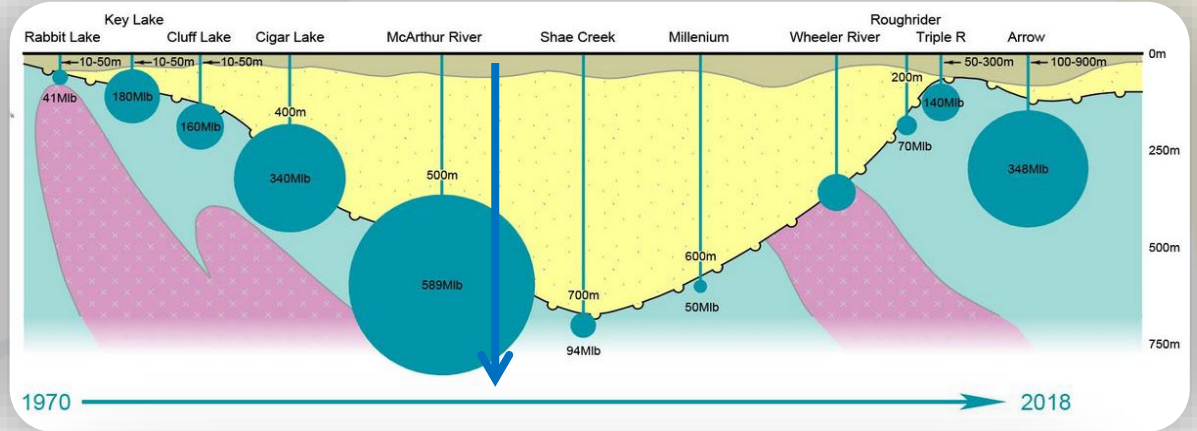 Key Lake
Roughrider
Rabbit Lake
Cluff Lake
Cigar Lake
McArthur River
Shae Creek
Millenium
Wheeler River
Triple R
Arrow
0m
10-50m
10-50m
10-50m
50-300m
100-900m
200m
41Mlb
180Mlb
140Mlb
400m
160Mlb
70Mlb
250m
340Mlb
500m
348Mlb
500m
600m
589Mlb
700m
50Mlb
94Mlb
750m
1970
2018